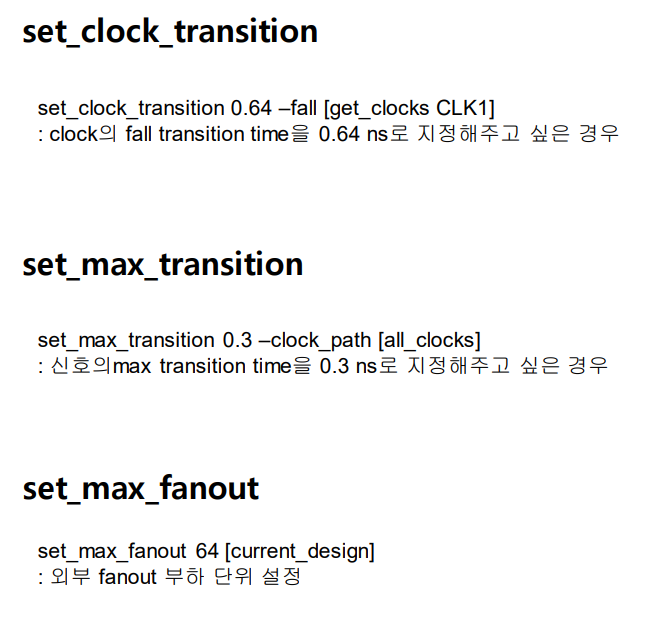 set_clock_transition
set_clock_transition 0.64 –fall [get_clocks CLK1]
: clock의 fall transition time을 0.64 ns로 지정해주고 싶은 경우
set_max_transition
set_max_transition 0.3 –clock_path [all_clocks]
: 신호의max transition time을 0.3 ns로 지정해주고 싶은 경우
set_max_fanout
set_max_fanout 64 [current_design]
: 외부 fanout 부하 단위 설정